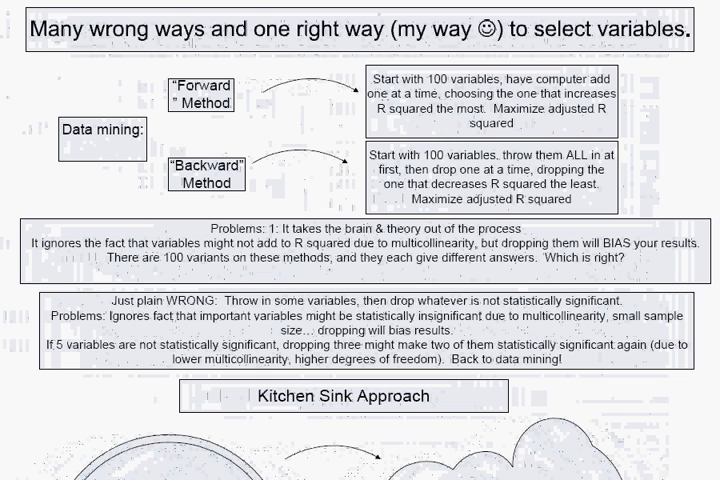 Many wrong ways and one right way (my way ☺) to select variables.
"Forward
" Method
Start with 100 variables, have computer add
one at a time, choosing the one that increases
R squared the most. Maximize adjusted R
squared
Data mining:
"Backward"
Method
Start with 100 variables, throw them ALL in at
first, then drop one at a time, dropping the
one that decreases R squared the least.
Maximize adjusted R squared
Problems: 1: It takes the brain & theory out of the process
It ignores the fact that variables might not add to R squared due to multicollinearity, but dropping them will BIAS your results.
There are 100 variants on these methods, and they each give different answers. Which is right?
Just plain WRONG: Throw in some variables, then drop whatever is not statistically significant.
Problems: Ignores fact that important variables might be statistically insignificant due to multicollinearity, small sample
size... dropping will bias results.
If 5 variables are not statistically significant, dropping three might make two of them statistically significant again (due to
lower multicollinearity, higher degrees of freedom). Back to data mining!
Kitchen Sink Approach